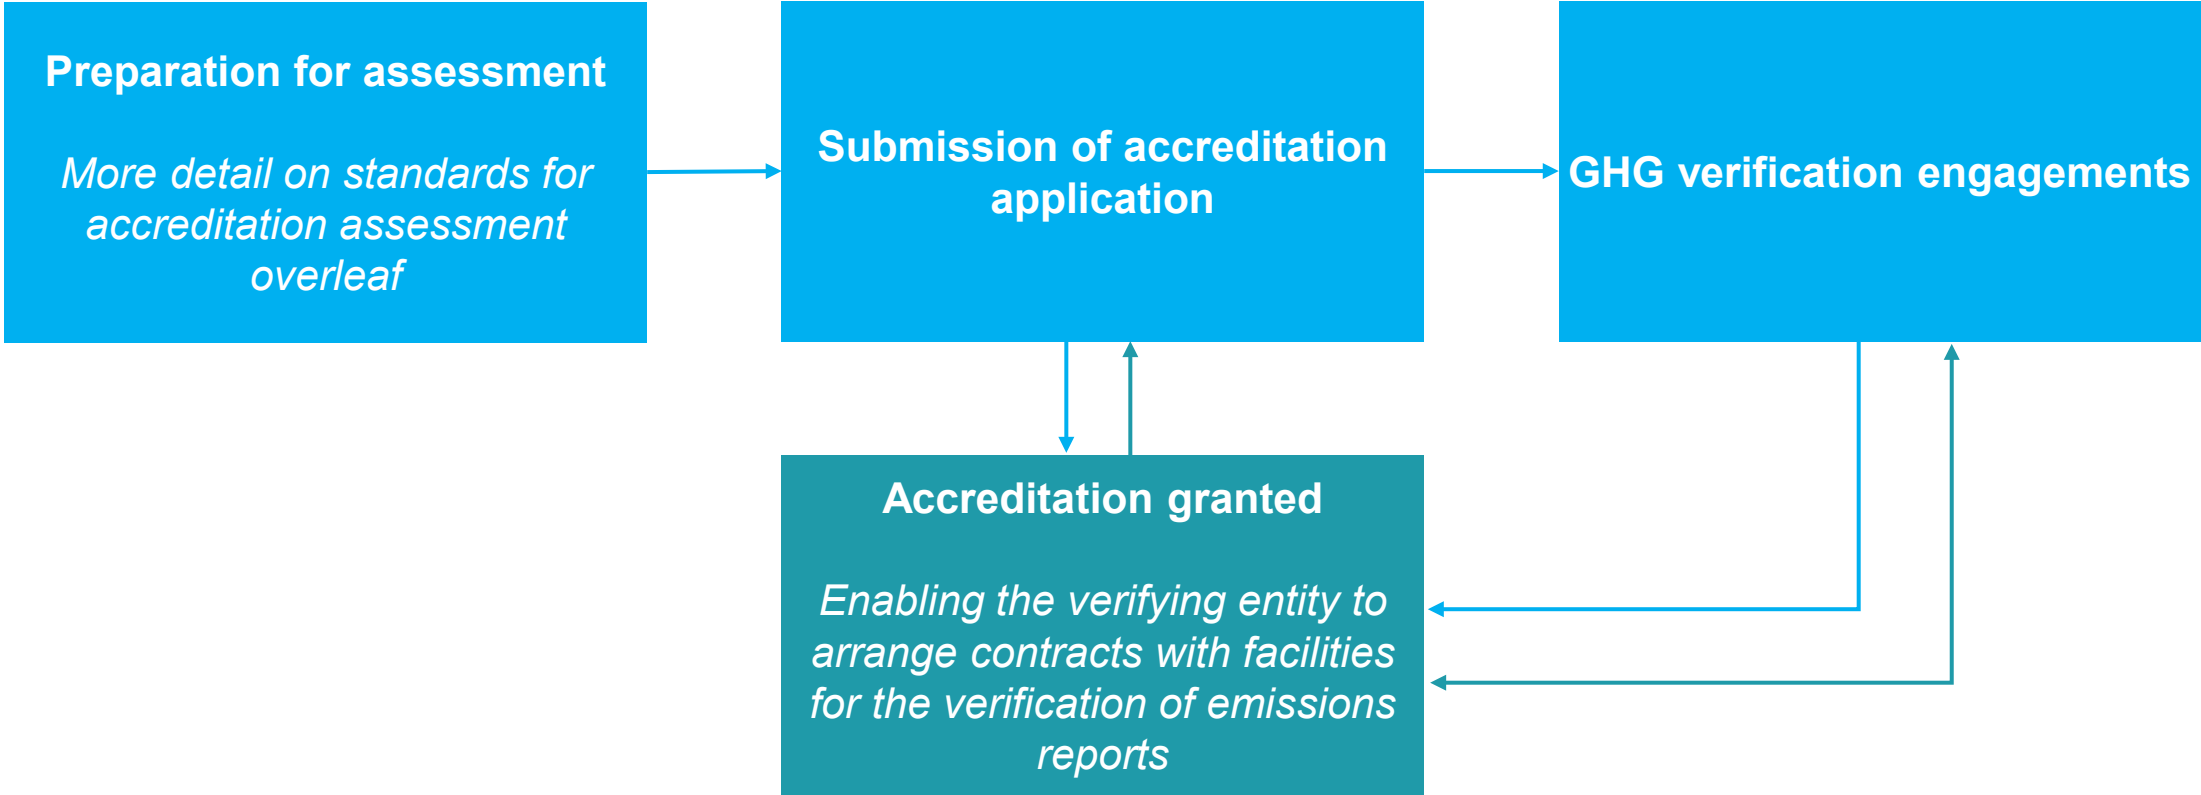 Preparation for assessment
More detail on standards for
accreditation assessment
overleaf
Submission of accreditation
application
GHG verification engagements
Accreditation granted
Enabling the verifying entity to
arrange contracts with facilities
for the verification of emissions
reports